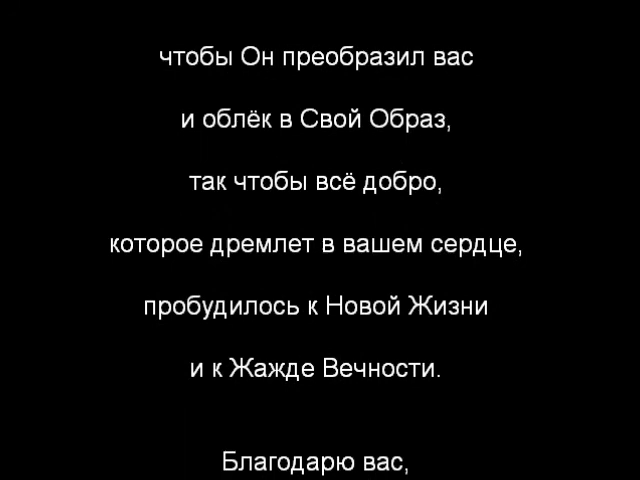 чтобы Он преобразил вас
и облёк в Свой Образ,
так чтобы всё добро,
которое дремлет в вашем сердце,
пробудилось к Новой Жизни
и к Жажде Вечности.
Благодарю вас,